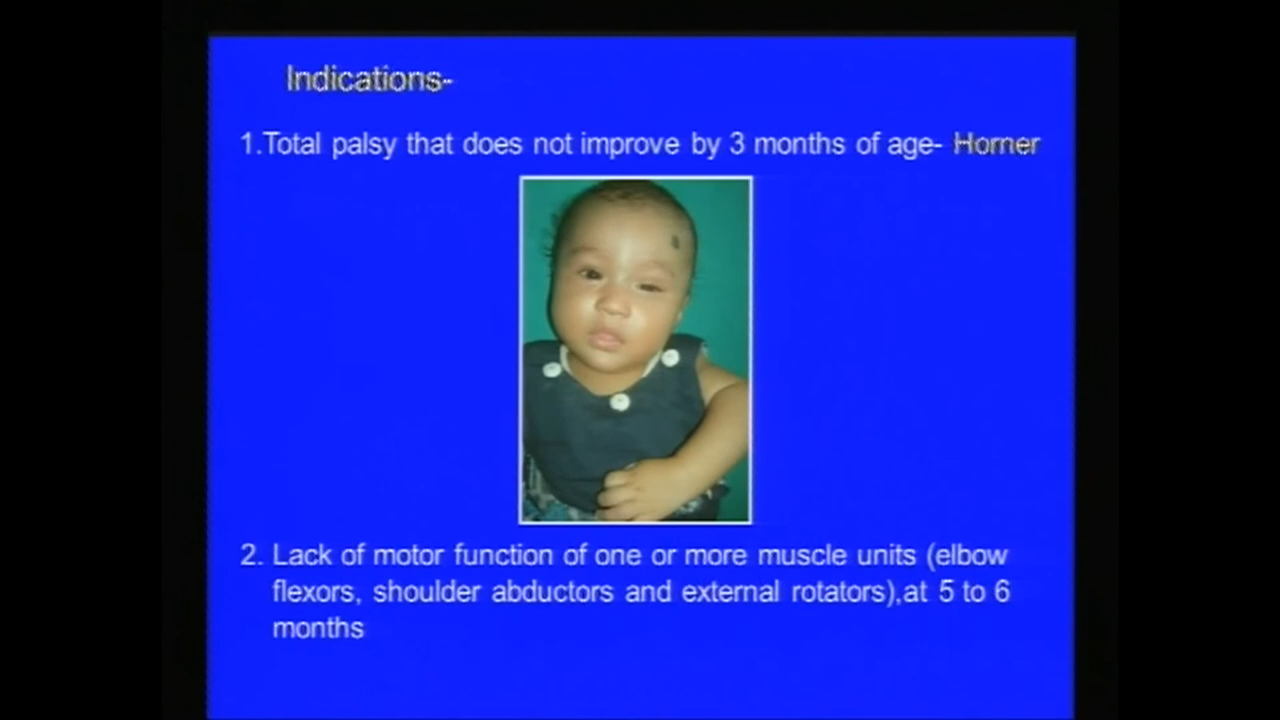 Indications-
1.Total palsy that does not improve by 3 months of age- Horner
2. Lack of motor function of one or more muscle units (elbow
flexors, shoulder abductors and external rotators),at 5 to 6
months